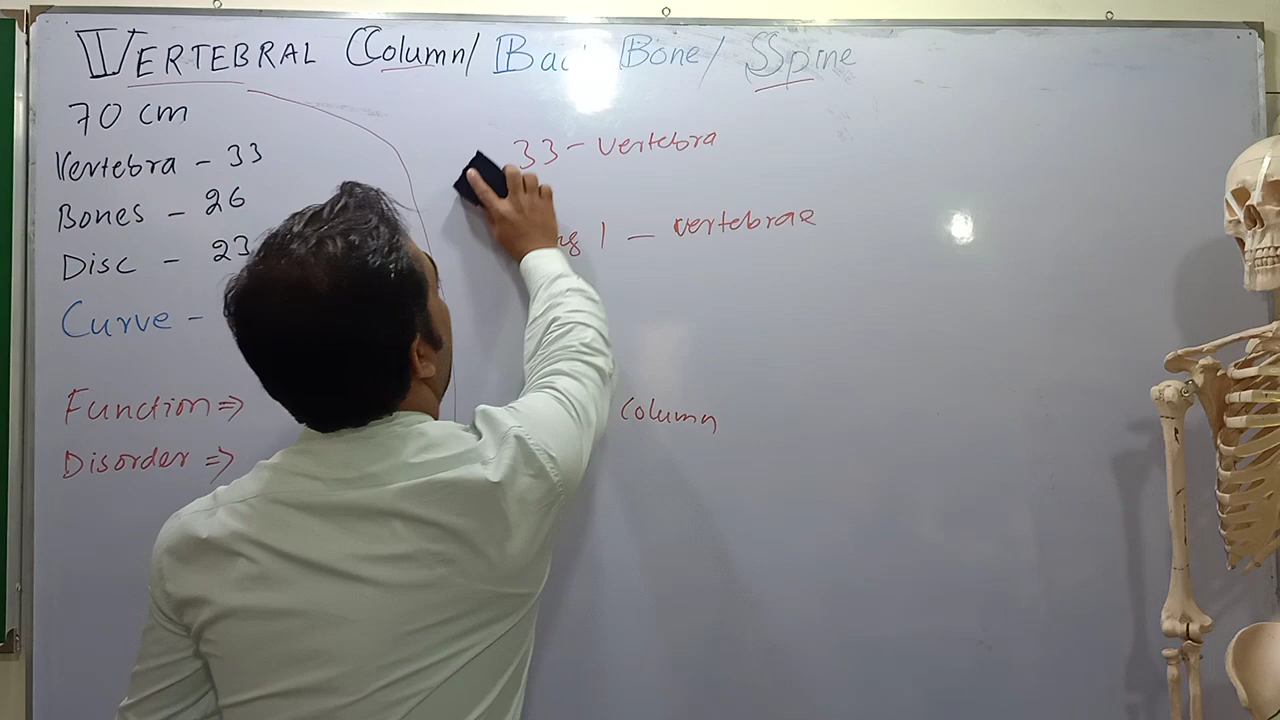 VERTEBRAL Column/ Bac Bone/ Spine
70 cm
Vertebra - 33
Bones - 26
Disc - 23
Curve -
Function ⇒
Disorder ⇒
33 - vertebra
1 - vertebrae
column
R